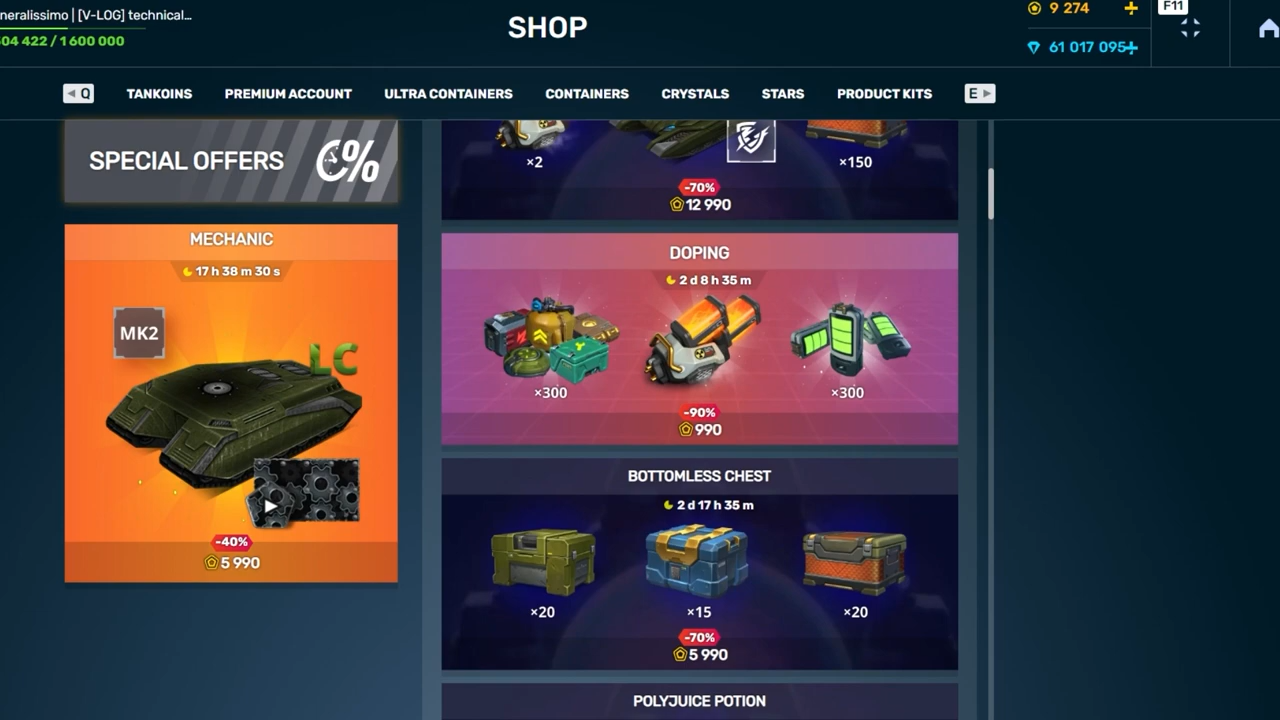 neralissimo | [V-LOG] technical...
04 422 / 1 600 000
SHOP
9 274
61 017 095
F11
Q
TANKOINS
PREMIUM ACCOUNT
ULTRA CONTAINERS
CONTAINERS
CRYSTALS
STARS
PRODUCT KITS
E
SPECIAL OFFERS
%
MECHANIC
17 h 38 m 30 s
MK2
LC
-40%
5 990
×2
×150
-70%
12 990
DOPING
2 d 8 h 35 m
×300
×300
-90%
990
BOTTOMLESS CHEST
2 d 17 h 35 m
×20
×15
×20
-70%
5 990
POLYJUICE POTION